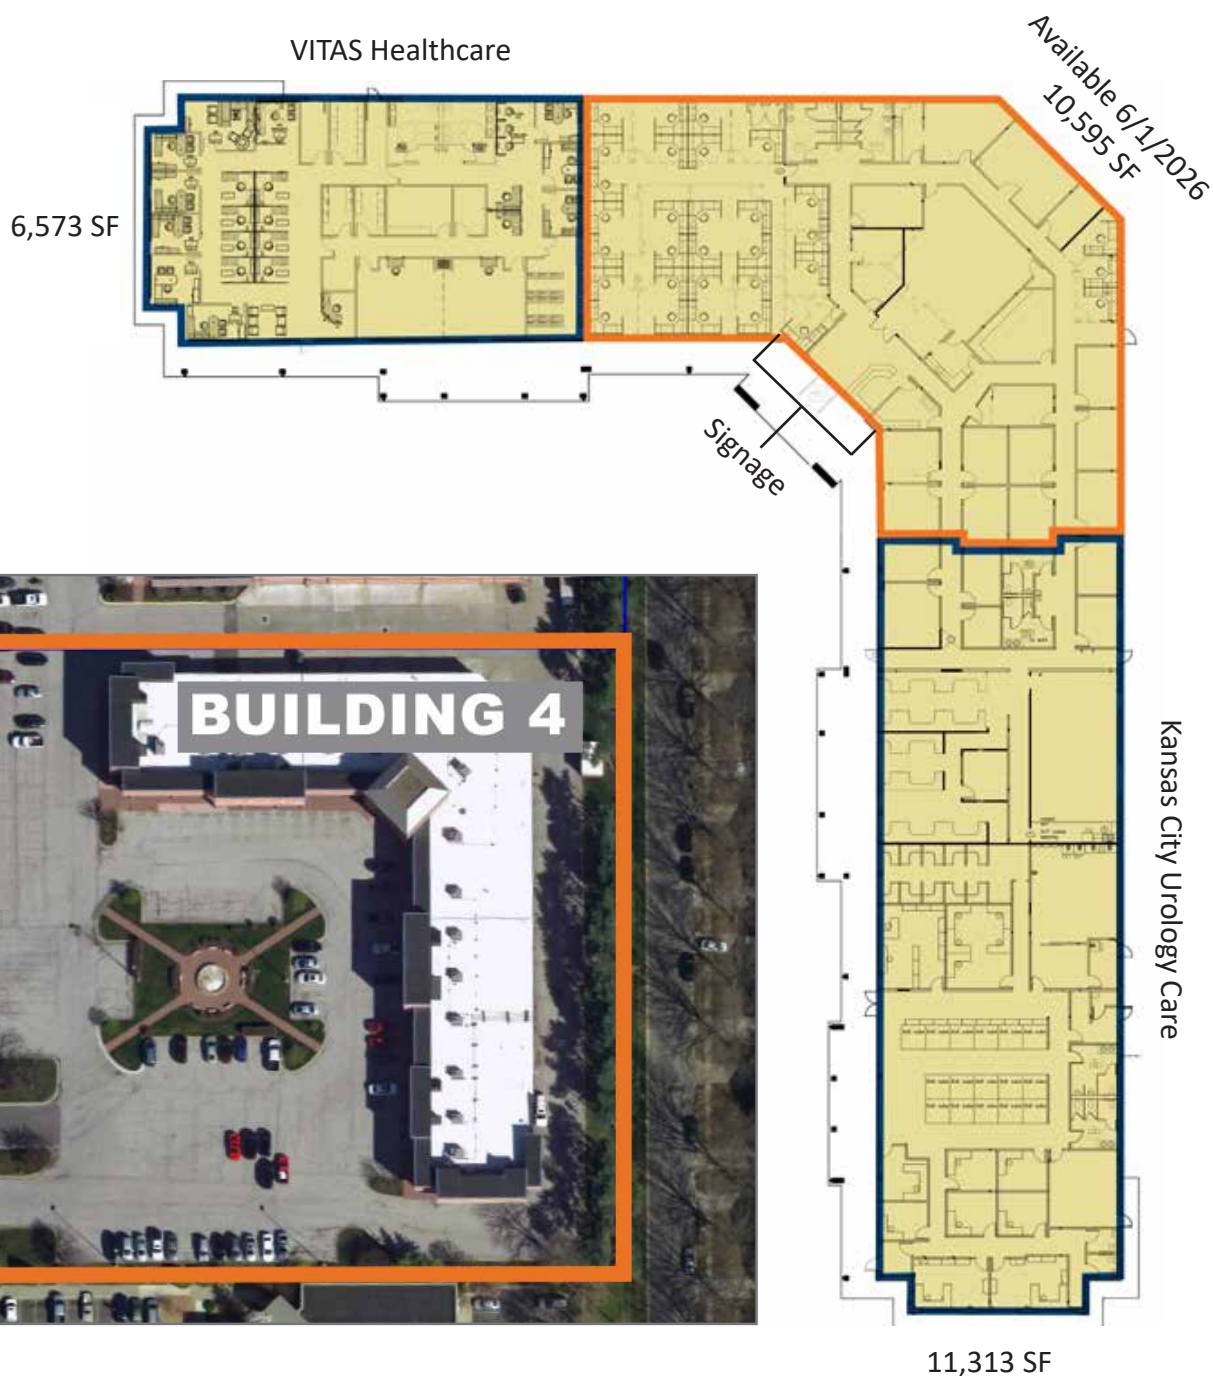 VITAS Healthcare
Available 6/1/2026
10,595 SF
6,573 SF
Signage
BUILDING 4
Kansas City Urology Care
11,313 SF